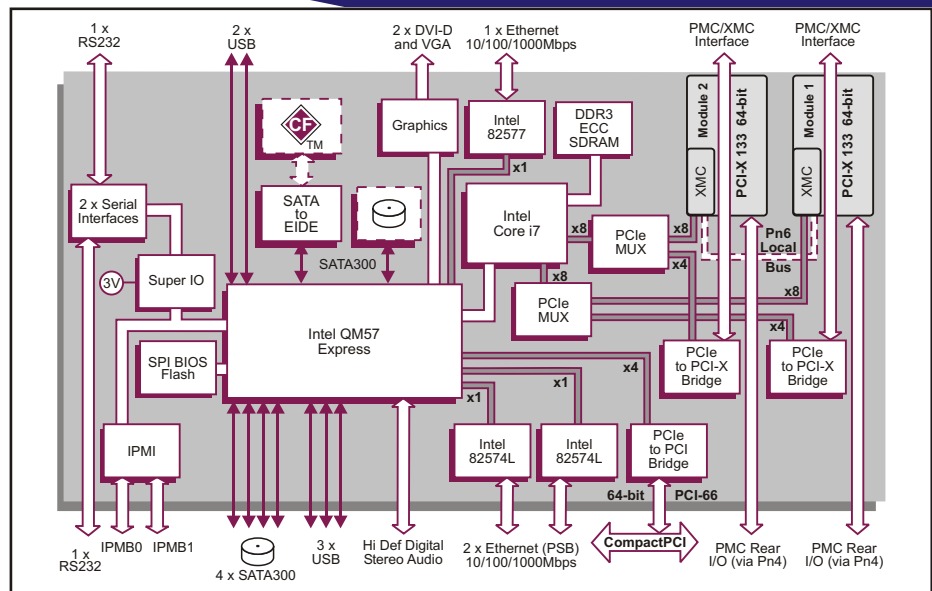 1 x
RS232
2 x
USB
2 x DVI-D
and VGA
1 x Ethernet
10/100/1000Mbps
PMC/XMC
Interface
PMC/XMC
Interface
CF
TM
Graphics
Intel
82577
DDR3
ECC
SDRAM
Module 2
PCI-X 133 64-bit
XMC
Module 1
PCI-X 133 64-bit
XMC
x1
2 x Serial
Interfaces
SATA
to
EIDE
SATA300
Intel
Core i7
x8
PCIe
MUX
x8
x4
Pn6
Local
Bus
3V
Super IO
x8
PCIe
MUX
x8
x4
Intel QM57
Express
SPI BIOS
Flash
x4
x1
x1
PCIe
to PCI-X
Bridge
PCIe
to PCI-X
Bridge
IPMI
Intel
82574L
Intel
82574L
PCIe
to PCI
Bridge
64-bit
PCI-66
1 x
RS232
IPMB0
IPMB1
4 x SATA300
3 x
USB
Hi Def Digital
Stereo Audio
2 x Ethernet (PSB)
10/100/1000Mbps
CompactPCI
PMC Rear
I/O (via Pn4)
PMC Rear
I/O (via Pn4)